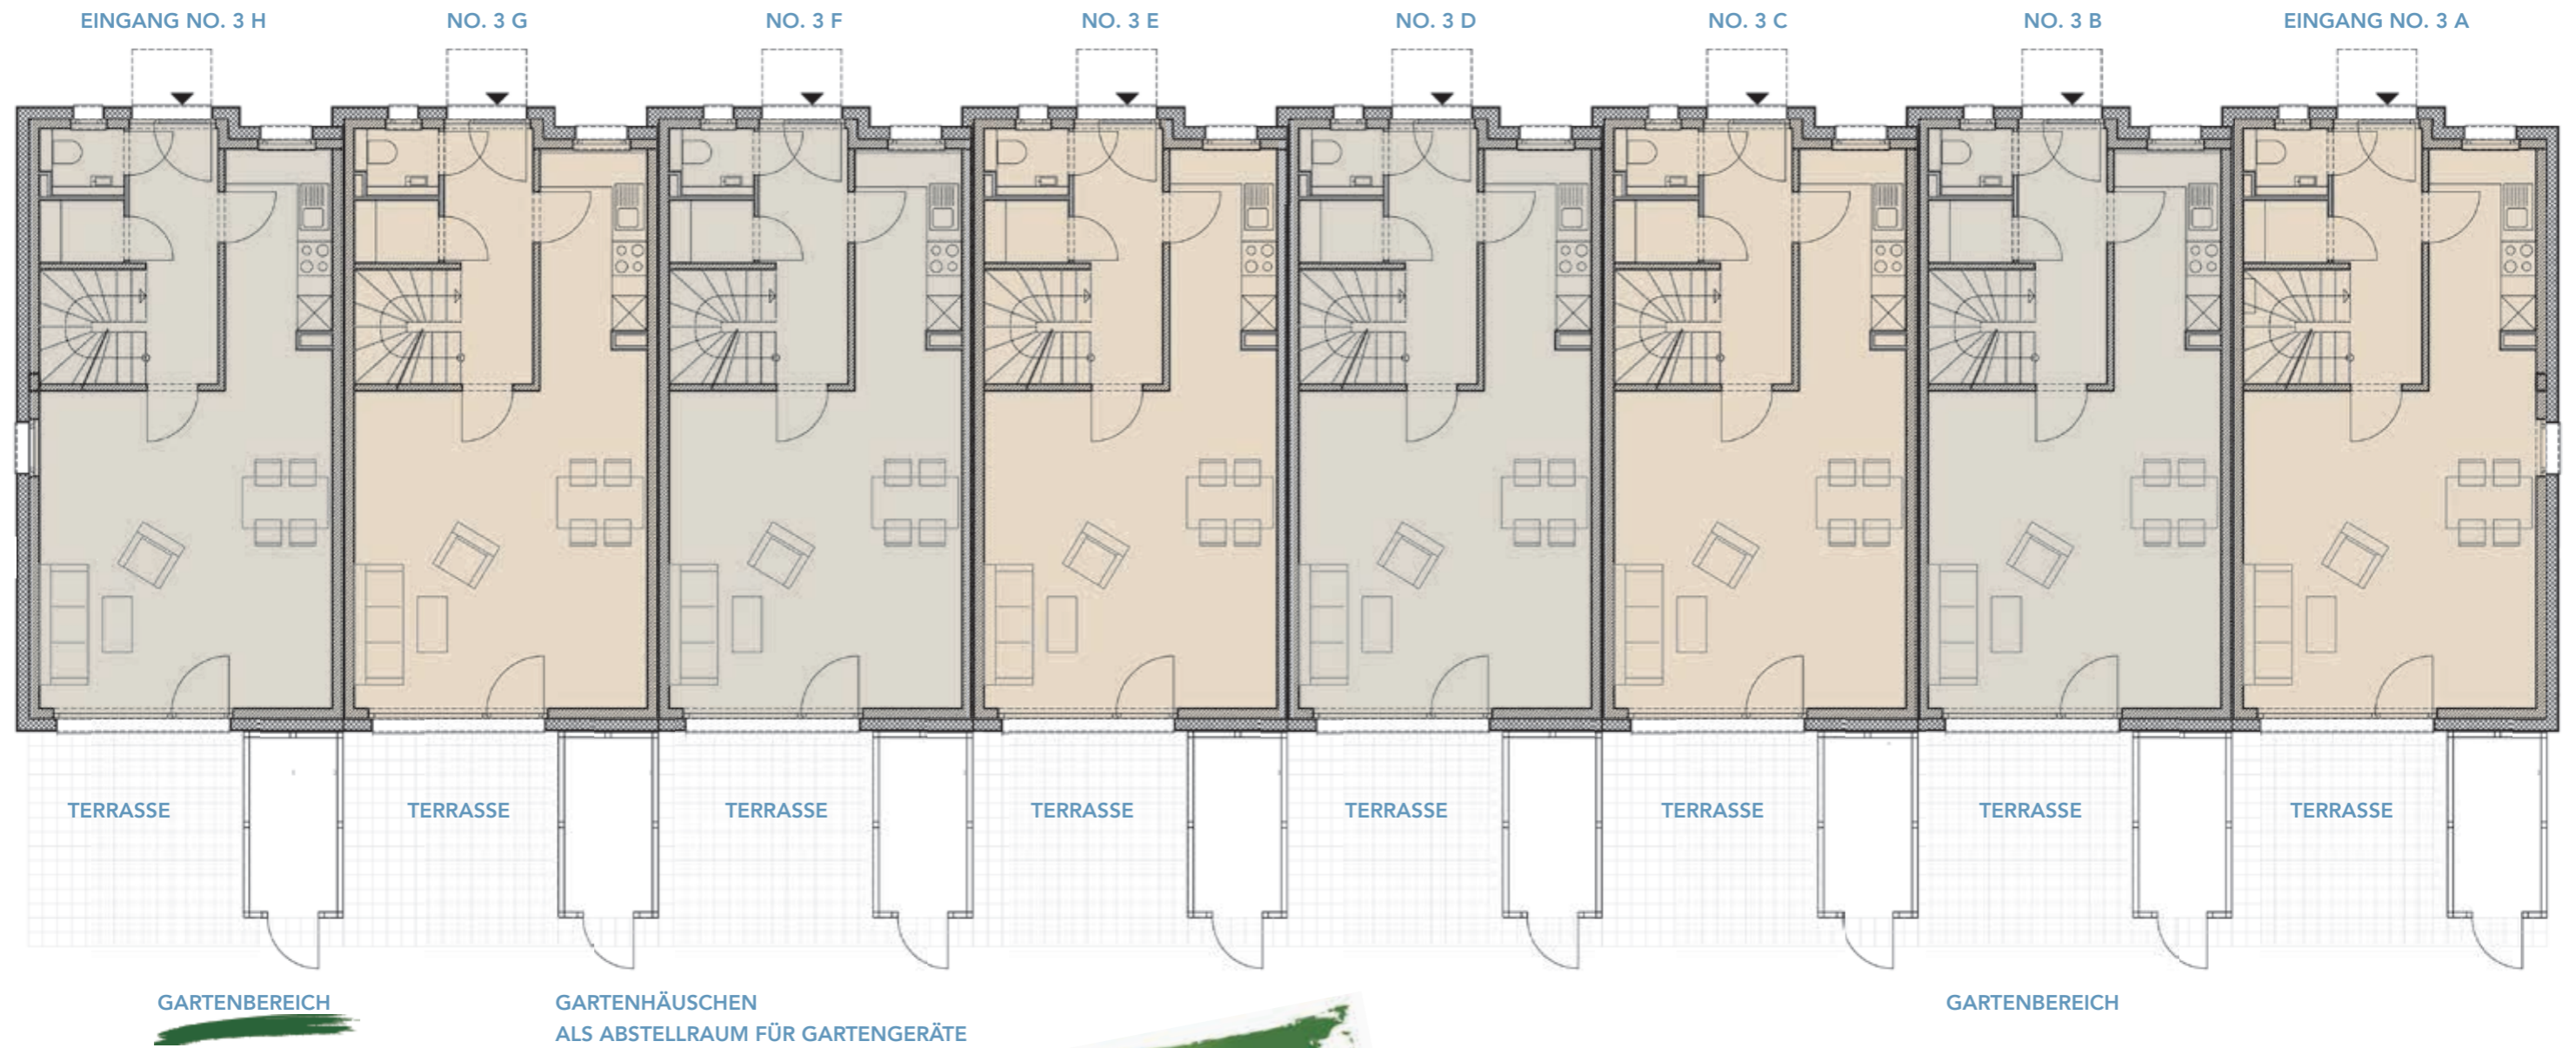 EINGANG NO. 3 H
NO. 3 G
NO. 3 F
NO. 3 E
NO. 3 D
NO. 3 C
NO. 3 B
EINGANG NO. 3 A
TERRASSE
TERRASSE
TERRASSE
TERRASSE
TERRASSE
TERRASSE
TERRASSE
TERRASSE
GARTENBEREICH
GARTENHÄUSCHEN
ALS ABSTELLRAUM FÜR GARTENGERÄTE
GARTENBEREICH